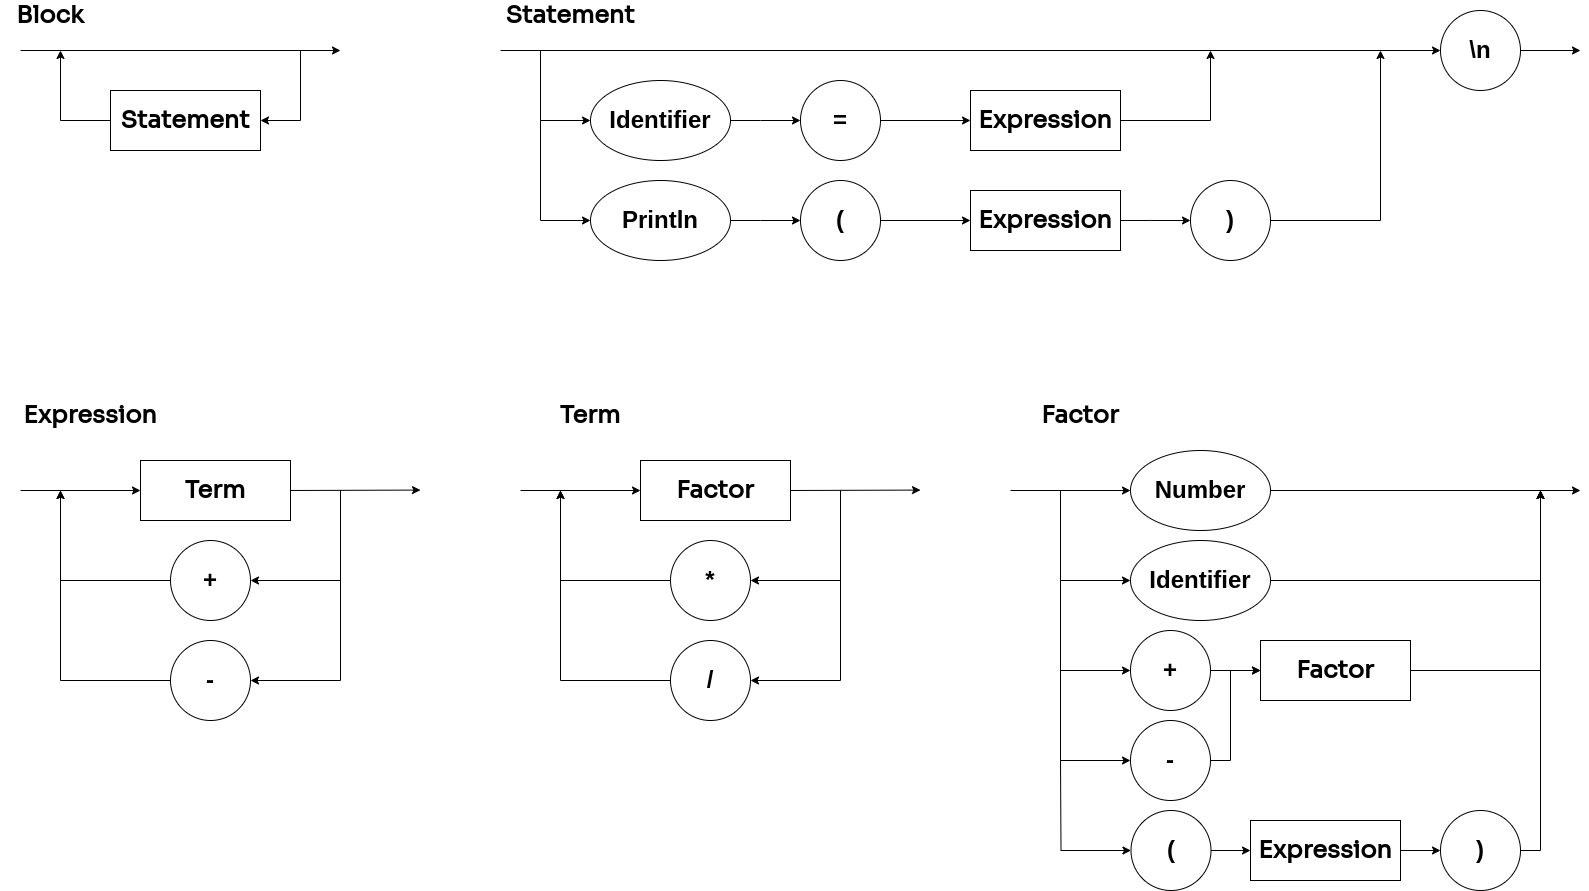 Block
Statement
Statement
\n
Identifier
=
Expression
Println
(
Expression
)
Expression
Term
+
-
Term
Factor
*
/
Factor
Number
Identifier
+
Factor
-
(
Expression
)